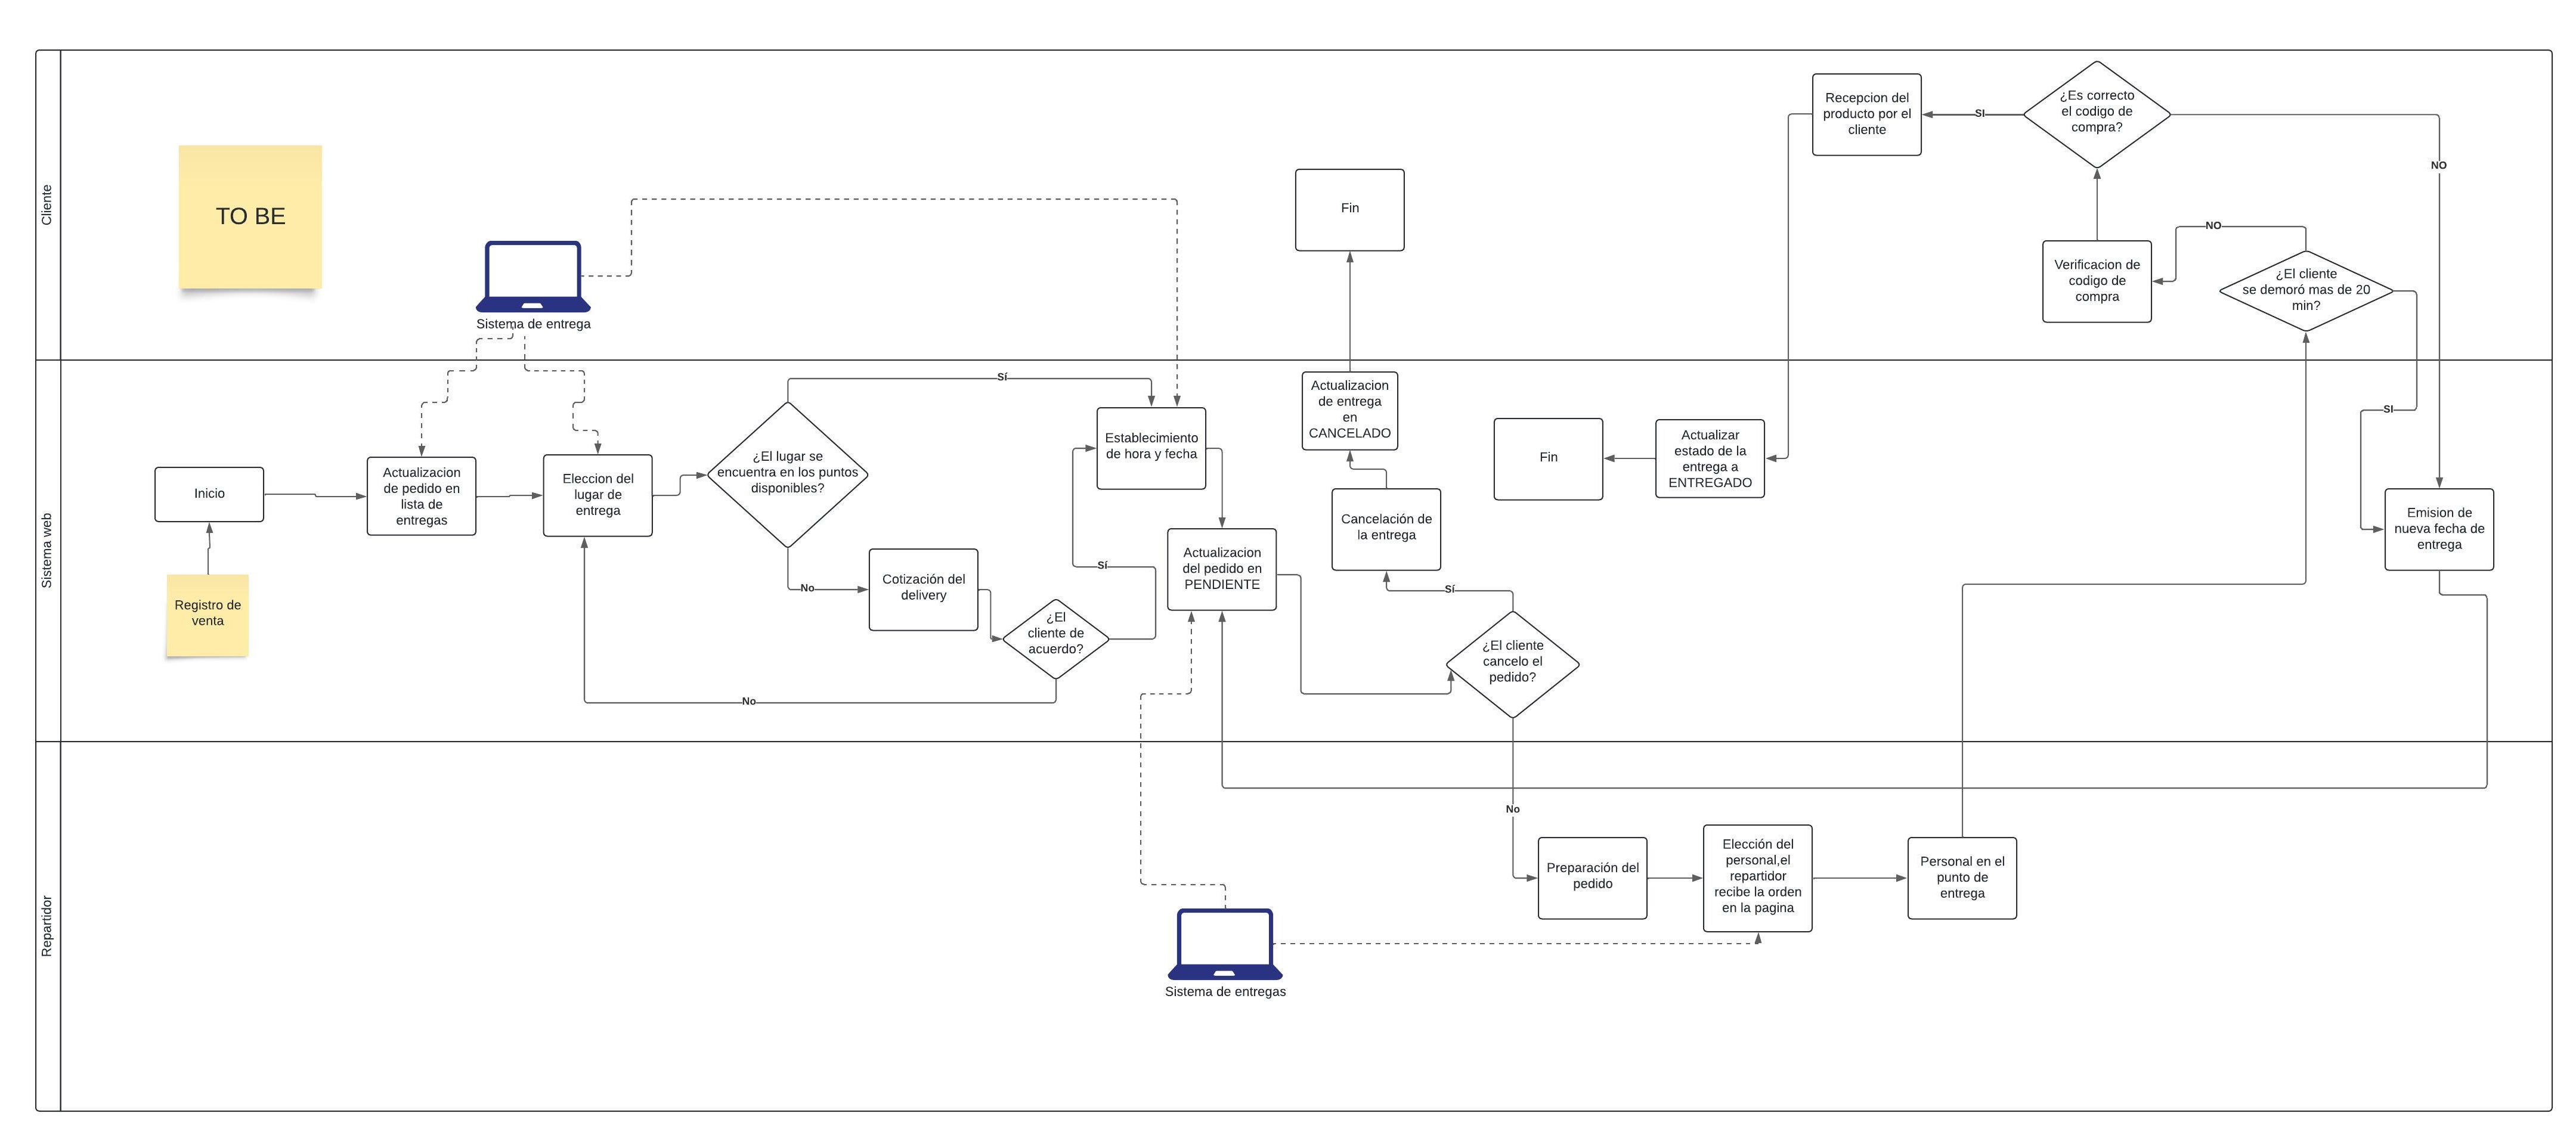 Cliente
TO BE
Sistema de entrega
Fin
Recepcion del
producto por el
cliente
SI
¿Es correcto
el codigo de
compra?
NO
Verificacion de
codigo de
compra
NO
¿El cliente
se demoró mas de 20
min?
Sistema web
Registro de
venta
Inicio
Actualizacion
de pedido en
lista de
entregas
Eleccion del
lugar de
entrega
¿El lugar se
encuentra en los puntos
disponibles?
Sí
No
Cotización del
delivery
¿El
cliente de
acuerdo?
Sí
No
Establecimiento
de hora y fecha
Actualizacion
del pedido en
PENDIENTE
Actualizacion
de entrega
en
CANCELADO
Cancelación de
la entrega
Sí
¿El cliente
cancelo el
pedido?
No
Fin
Actualizar
estado de la
entrega a
ENTREGADO
SI
Emision de
nueva fecha de
entrega
Repartidor
Sistema de entregas
Preparación del
pedido
Elección del
personal,el
repartidor
recibe la orden
en la pagina
Personal en el
punto de
entrega